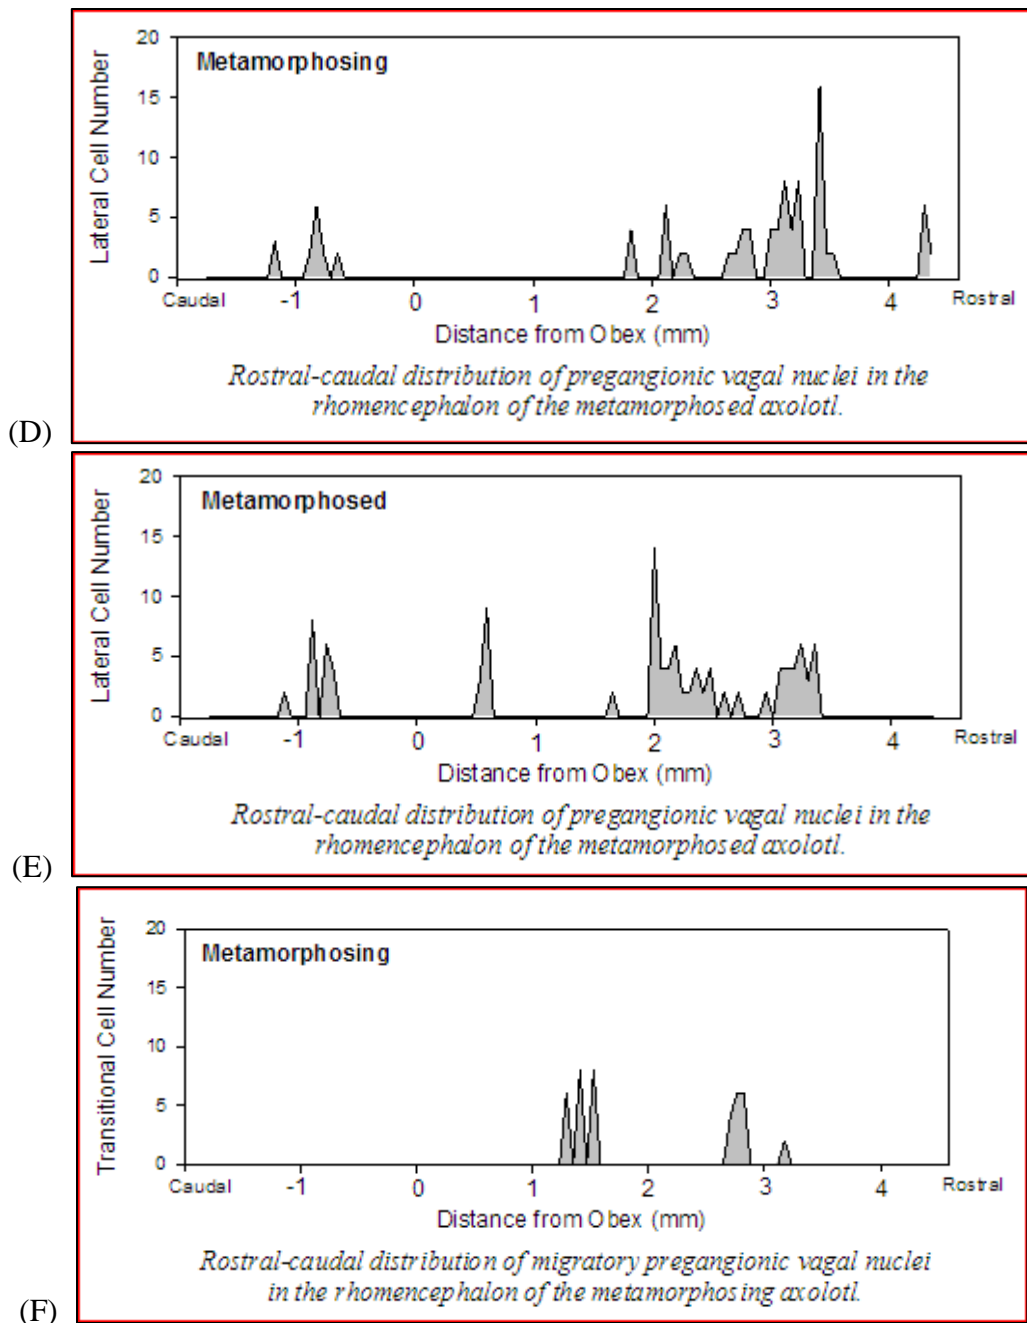 20
Metamorphosing
15
10
5
0
Lateral Cell Number
Caudal -1 0 1 2 3 4 Rostral
Distance from Obex (mm)
Rostral-caudal distribution of pregangionic vagal nuclei in the
rhomencephalon of the metamorphosed axolotl.
(D)
20
Metamorphosed
15
10
5
0
Lateral Cell Number
Caudal -1 0 1 2 3 4 Rostral
Distance from Obex (mm)
Rostral-caudal distribution of pregangionic vagal nuclei in the
rhomencephalon of the metamorphosed axolotl.
(E)
20
Metamorphosing
15
10
5
0
Transitional Cell Number
Caudal -1 0 1 2 3 4 Rostral
Distance from Obex (mm)
Rostral-caudal distribution of migratory pregangionic vagal nuclei
in the rhomencephalon of the metamorphosing axolotl.
(F)